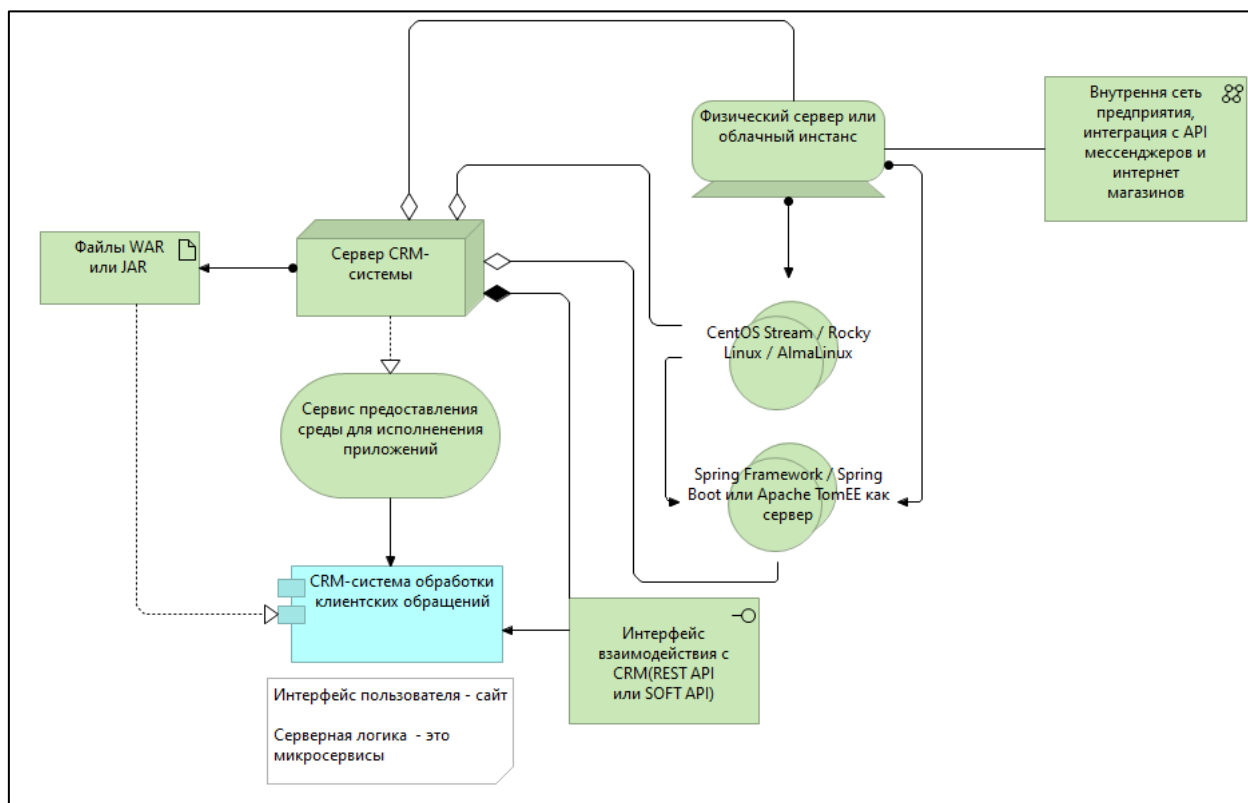 Физический сервер или
облачный инстанс
Внутрення сеть
предприятия,
интеграция с API
мессенджеров и
интернет
магазинов
Файлы WAR
или JAR
Сервер CRM-
системы
CentOS Stream / Rocky
Linux / AlmaLinux
Сервис предоставления
среды для исполненения
приложений
Spring Framework / Spring
Boot или Apache TomEE как
сервер
CRM-система обработки
клиентских обращений
Интерфейс
взаимодействия с
CRM(REST API
или SOFT API)
Интерфейс пользователя - сайт
Серверная логика - это
микросервисы